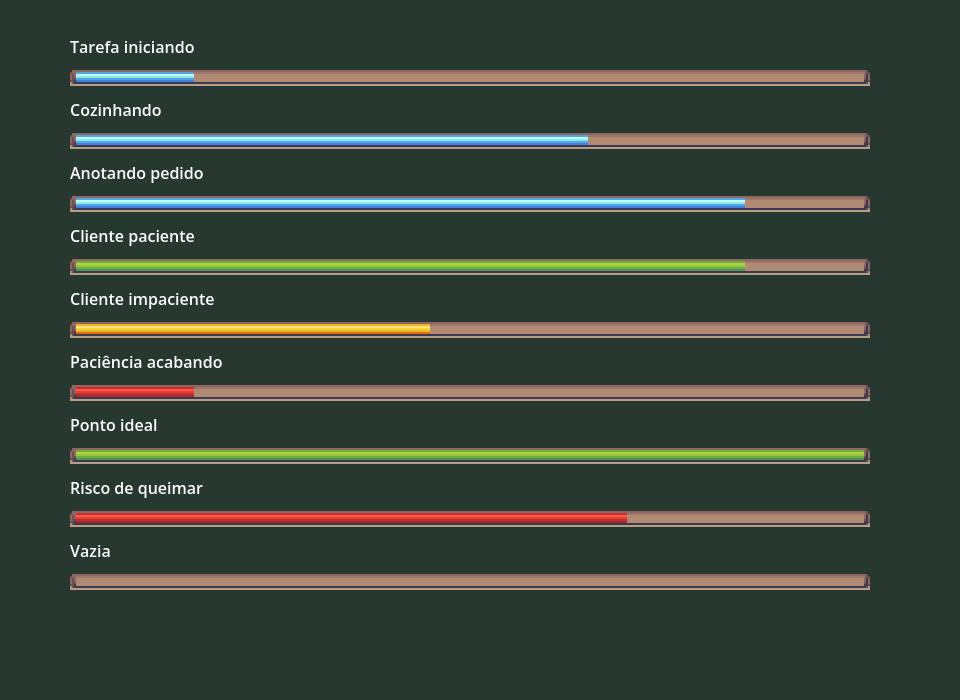 Tarefa iniciando
Cozinhando
Anotando pedido
Cliente paciente
Cliente impaciente
Paciência acabando
Ponto ideal
Risco de queimar
Vazia